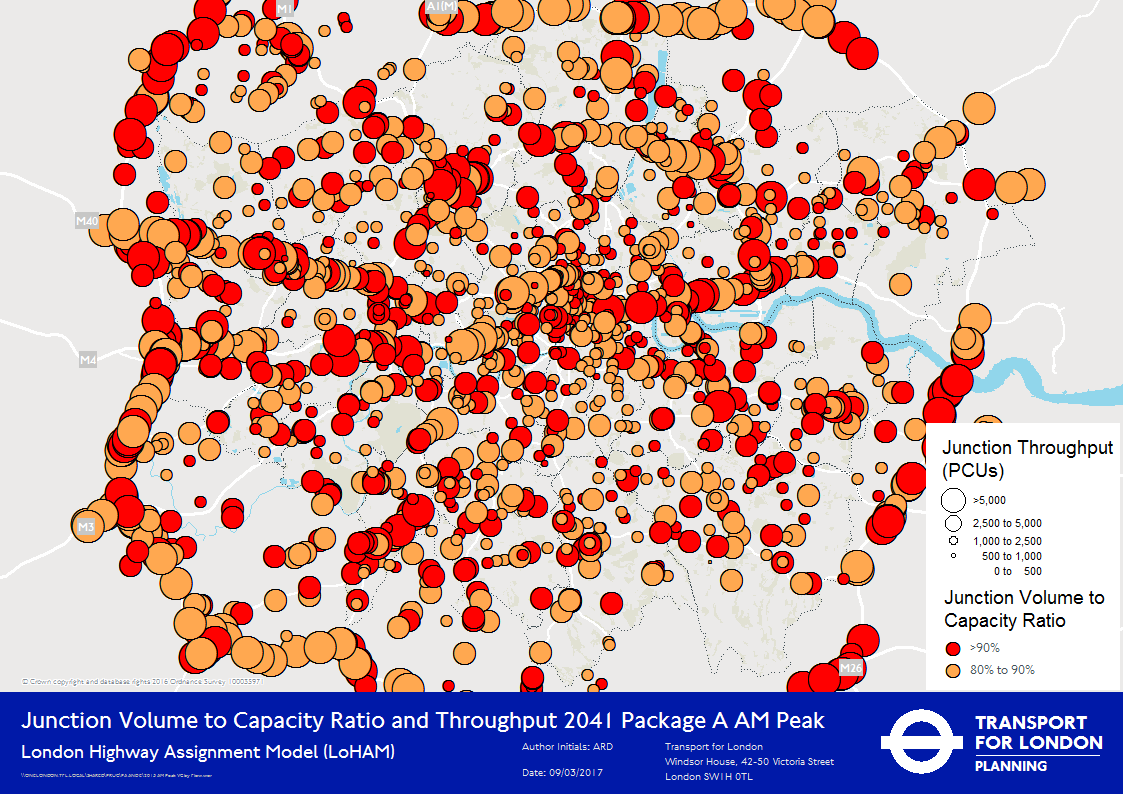 M1
A1(M)
M40
M4
M3
M26
Junction Throughput
(PCUs)
>5,000
2,500 to 5,000
1,000 to 2,500
500 to 1,000
0 to 500
Junction Volume to
Capacity Ratio
>90%
80% to 90%
© Crown copyright and database rights 2016 Ordnance Survey 100035971
Junction Volume to Capacity Ratio and Throughput 2041 Package A AM Peak
London Highway Assignment Model (LoHAM)
Author Initials: ARD
Date: 09/03/2017
Transport for London
Windsor House, 42-50 Victoria Street
London SW1H 0TL
TRANSPORT
FOR LONDON
PLANNING